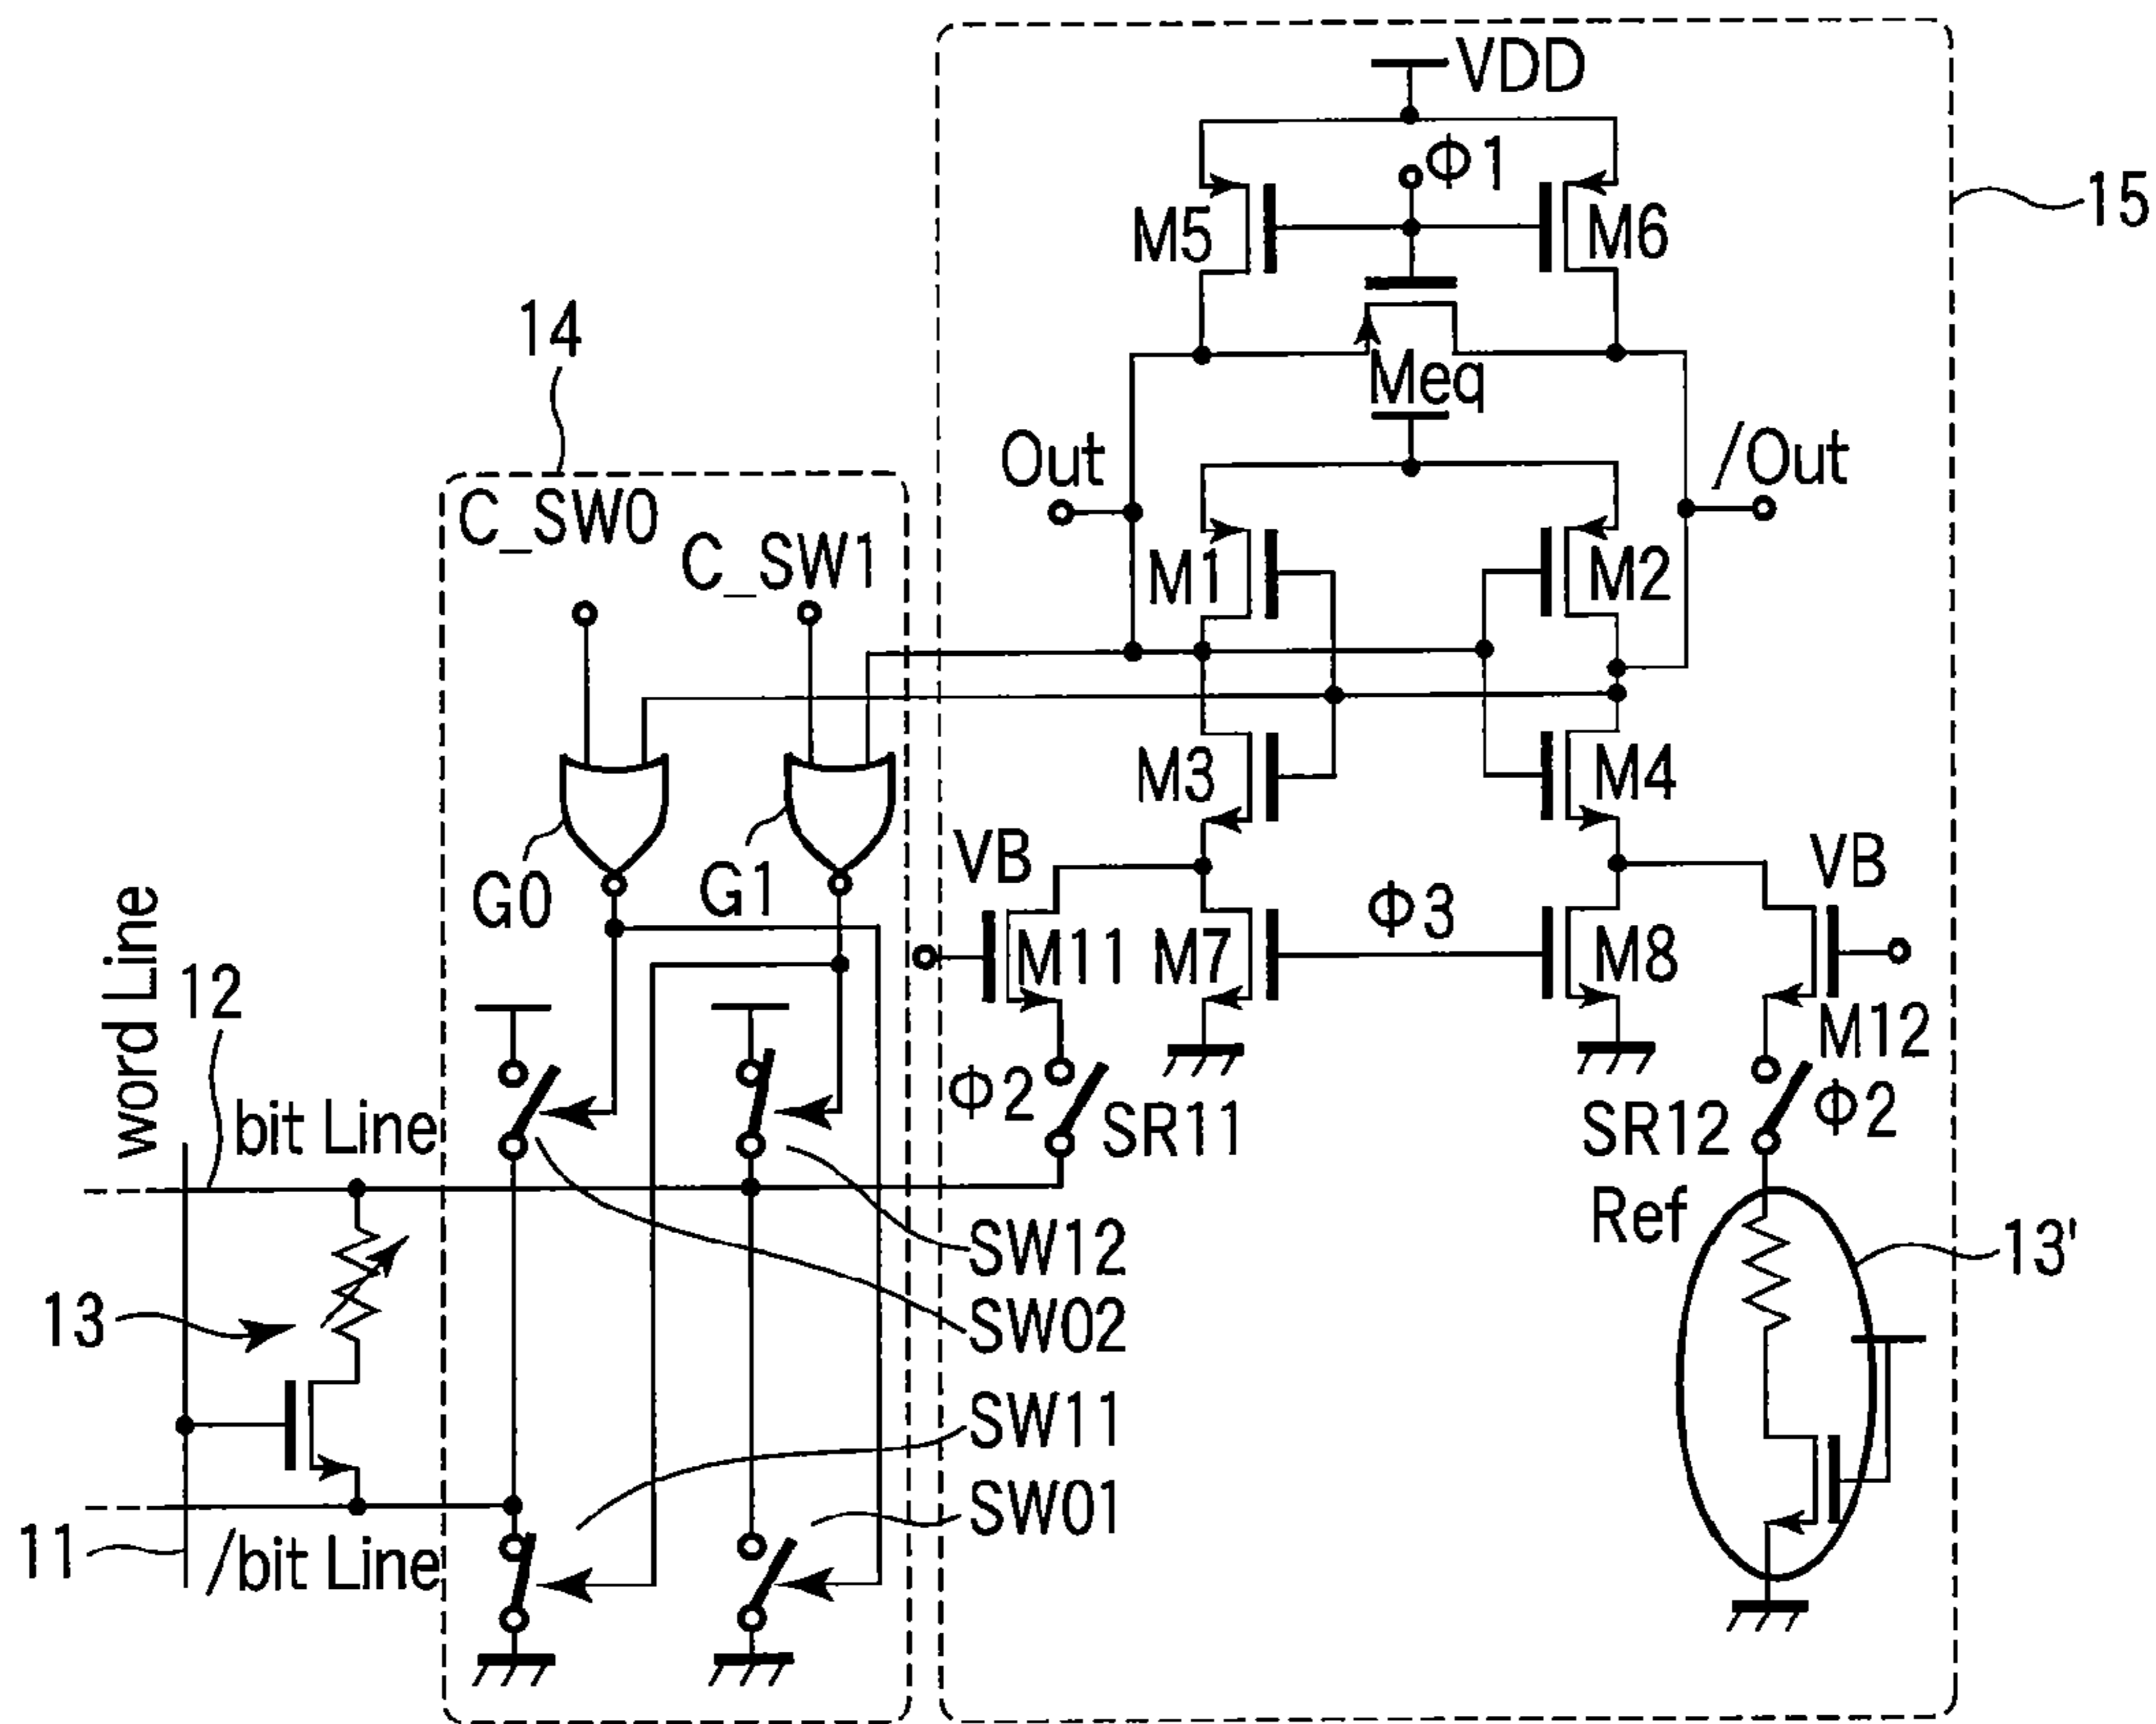 VDD
Φ1
M5
M6
15
14
Meq
Out
/Out
C_SW0
C_SW1
M1
M2
M3
M4
G0
G1
VB
VB
Φ3
M11
M7
M8
M12
word Line
12
bit Line
Φ2
SR11
SR12
Φ2
Ref
13'
SW12
SW02
13
SW11
SW01
11
/bit Line